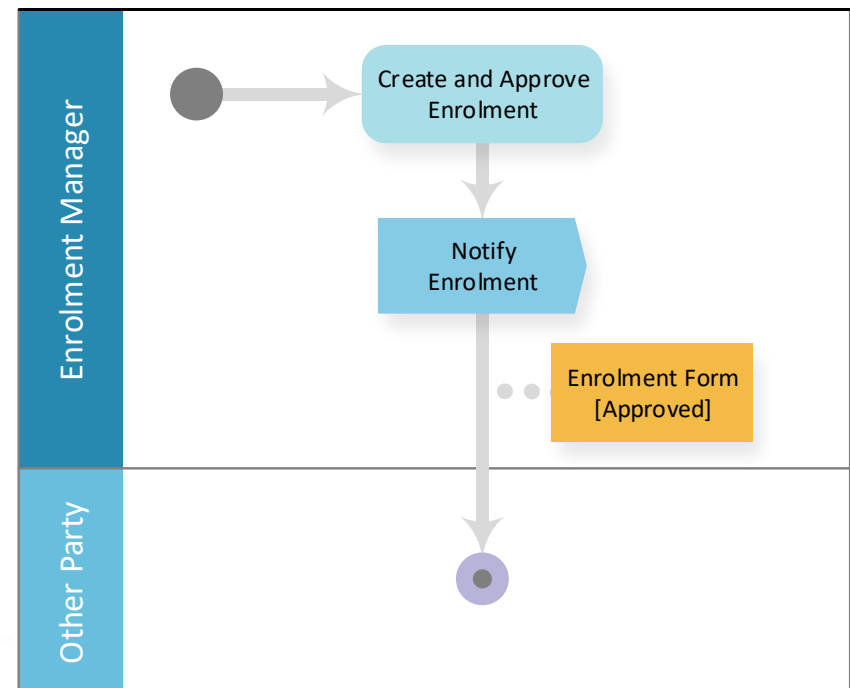 Enrolment Manager
Create and Approve
Enrolment
Notify
Enrolment
Enrolment Form
[Approved]
Other Party